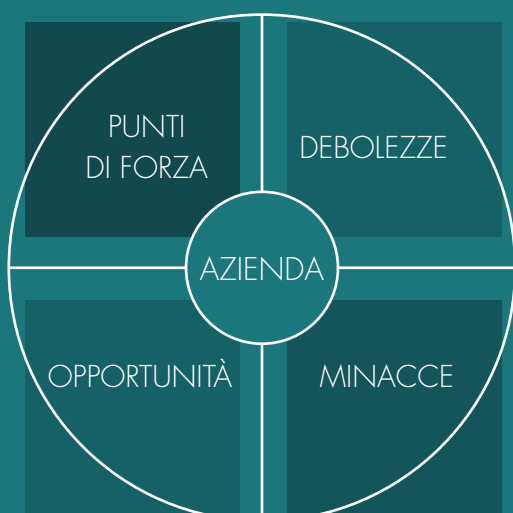 PUNTI
DI FORZA
DEBOLEZZE
AZIENDA
OPPORTUNITÀ
MINACCE